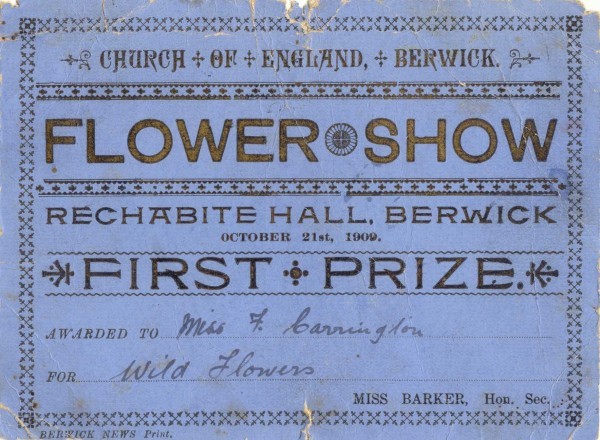 CHURCH OF ENGLAND, BERWICK.
FLOWER SHOW
RECHABITE HALL, BERWICK
OCTOBER 21st, 1909.
FIRST PRIZE.
AWARDED TO Miss F. Carrington
FOR Wild Flowers
MISS BARKER, Hon. Sec.
BERWICK NEWS Print.